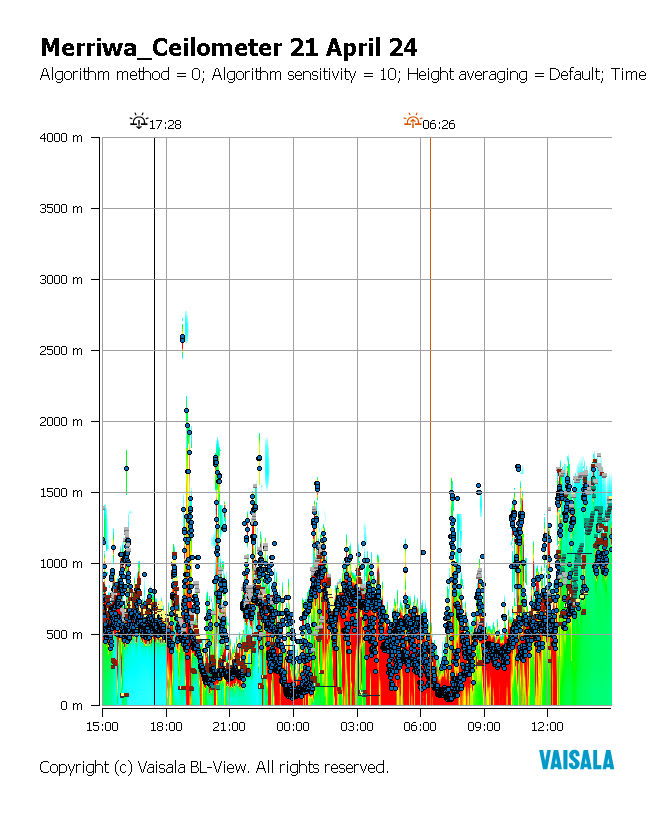 Merriwa_Ceilometer 21 April 24
Algorithm method = 0; Algorithm sensitivity = 10; Height averaging = Default; Time
17:28 06:26
4000 m
3500 m
3000 m
2500 m
2000 m
1500 m
1000 m
500 m
0 m
15:00 18:00 21:00 00:00 03:00 06:00 09:00 12:00
VAISALA
Copyright (c) Vaisala BL-View. All rights reserved.